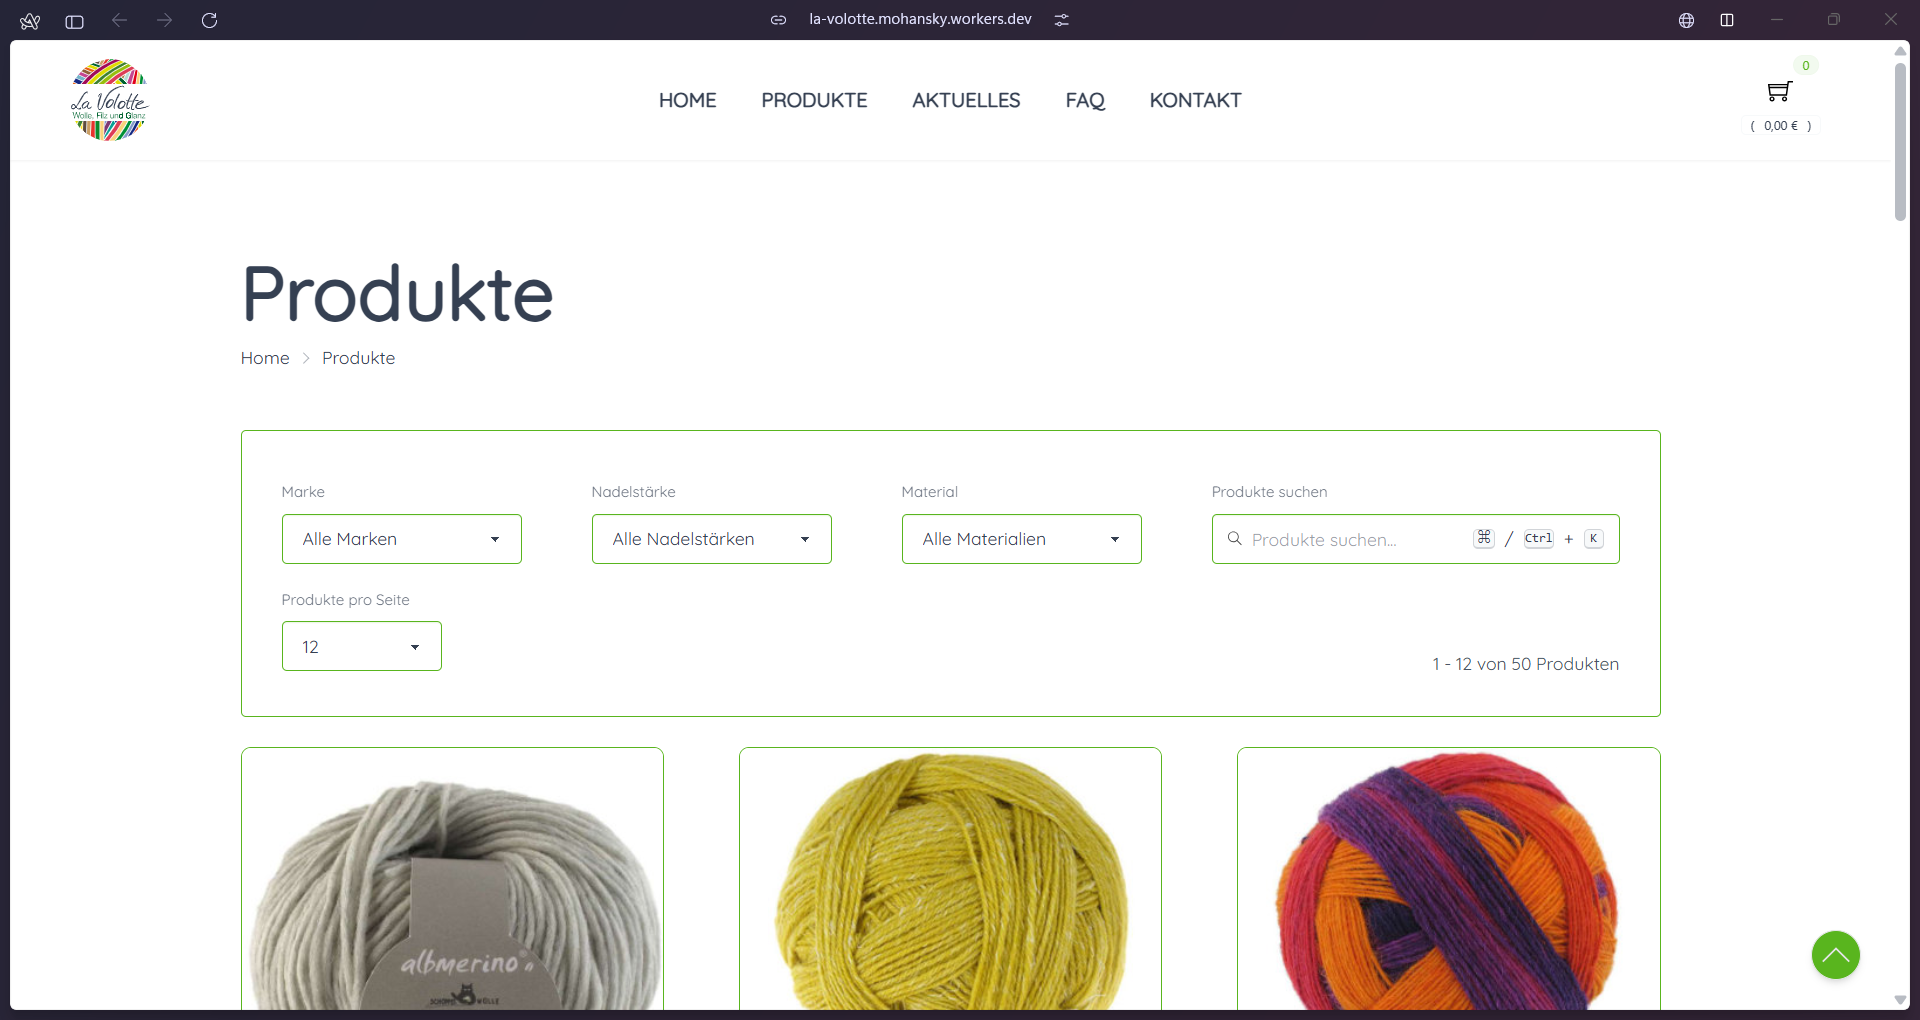 la-volotte.mohansky.workers.dev
La Volotte
Wolle, Filz und Glanz
HOME PRODUKTE AKTUELLES FAQ KONTAKT
0
( 0,00 € )
Produkte
Home > Produkte
Marke Nadelstärke Material Produkte suchen
Alle Marken Alle Nadelstärken Alle Materialien Produkte suchen... ⌘ / Ctrl + K
Produkte pro Seite
12
1 - 12 von 50 Produkten
albmerino®
SCHOPPEL WOLLE